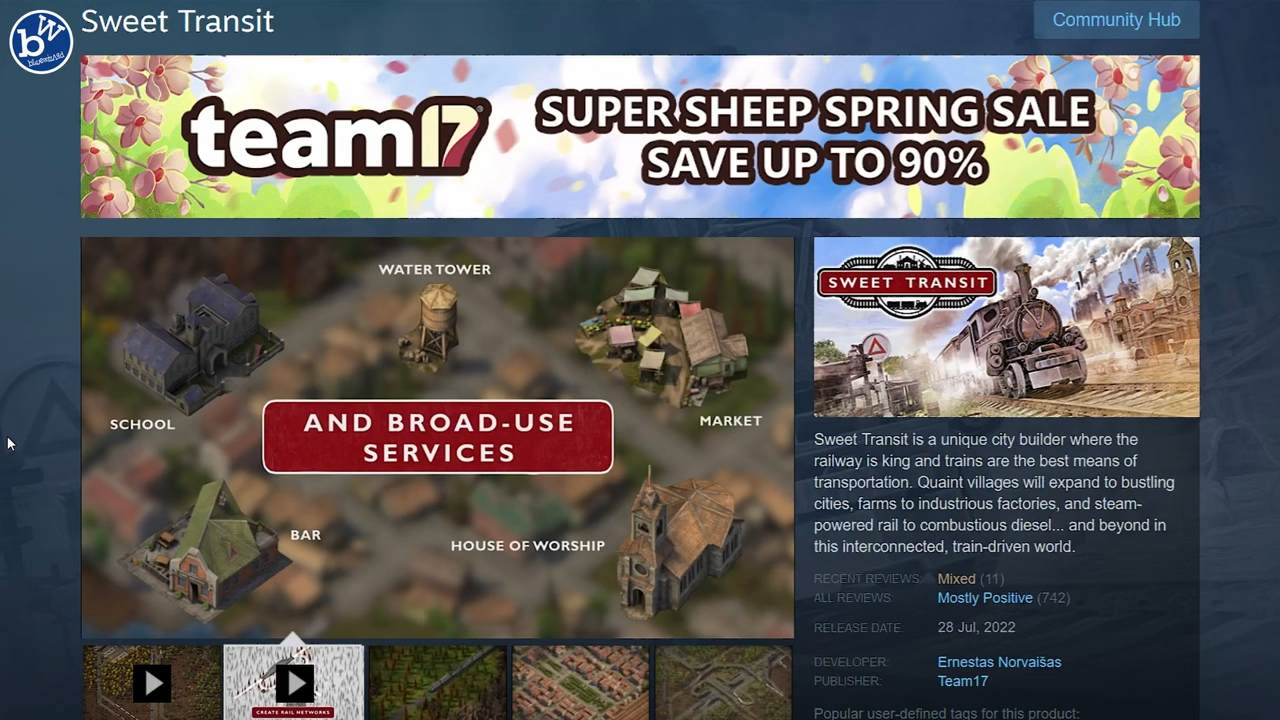 bW
Sweet Transit
Community Hub
team17
SUPER SHEEP SPRING SALE
SAVE UP TO 90%
WATER TOWER
SCHOOL
MARKET
AND BROAD-USE
SERVICES
BAR
HOUSE OF WORSHIP
CREATE RAIL NETWORKS
SWEET TRANSIT
Sweet Transit is a unique city builder where the
railway is king and trains are the best means of
transportation. Quaint villages will expand to bustling
cities, farms to industrious factories, and steam-
powered rail to combustious diesel... and beyond in
this interconnected, train-driven world.
RECENT REVIEWS: Mixed (11)
ALL REVIEWS: Mostly Positive (742)
RELEASE DATE: 28 Jul, 2022
DEVELOPER: Ernestas Norvaišas
PUBLISHER: Team17
Popular user-defined tags for this product: